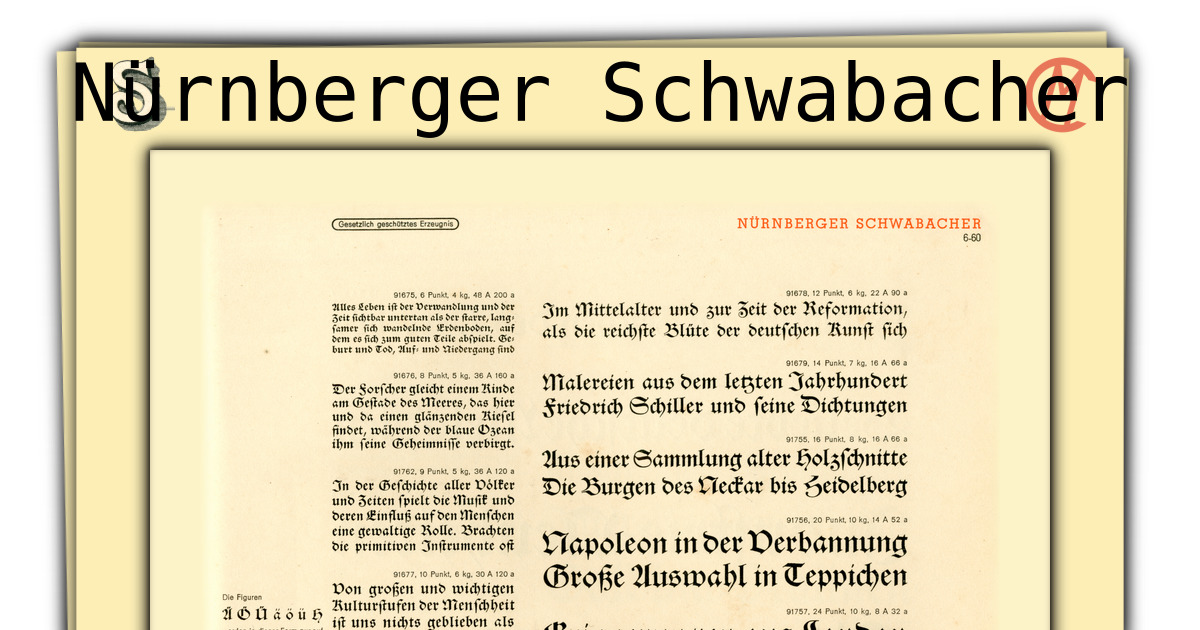 Nürnberger Schwabacher
Gesetzlich geschütztes Erzeugnis
NÜRNBERGER SCHWABACHER
6-60
91675, 6 Punkt, 4 kg, 48 A 200 a
Alles Leben ist der Verwandlung und der
Zeit sichtbar untertan als der starre, lang-
samer sich wandelnde Erdenboden, auf
dem es sich zum guten Teile abspielt. Ge-
burt und Tod, Auf- und Niedergang sind
91676, 8 Punkt, 5 kg, 36 A 160 a
Der Forscher gleicht einem Kinde
am Gestade des Meeres, das hier
und da einen glänzenden Kiesel
findet, während der blaue Ozean
ihm seine Geheimnisse verbirgt.
91762, 9 Punkt, 5 kg, 36 A 120 a
In der Geschichte aller Völker
und Zeiten spielt die Musik und
deren Einfluß auf den Menschen
eine gewaltige Rolle. Brachten
die primitiven Instrumente oft
91677, 10 Punkt, 6 kg, 30 A 120 a
Von großen und wichtigen
Kulturstufen der Menschheit
ist uns nichts geblieben als
Die Figuren
Ä Ö Ü ä ö ü
91678, 12 Punkt, 6 kg, 22 A 90 a
Im Mittelalter und zur Zeit der Reformation,
als die reichste Blüte der deutschen Kunst sich
91679, 14 Punkt, 7 kg, 16 A 66 a
Malereien aus dem letzten Jahrhundert
Friedrich Schiller und seine Dichtungen
91755, 16 Punkt, 8 kg, 16 A 66 a
Aus einer Sammlung alter Holzschnitte
Die Burgen des Neckar bis Heidelberg
91756, 20 Punkt, 10 kg, 14 A 52 a
Napoleon in der Verbannung
Große Auswahl in Teppichen
91757, 24 Punkt, 10 kg, 8 A 32 a